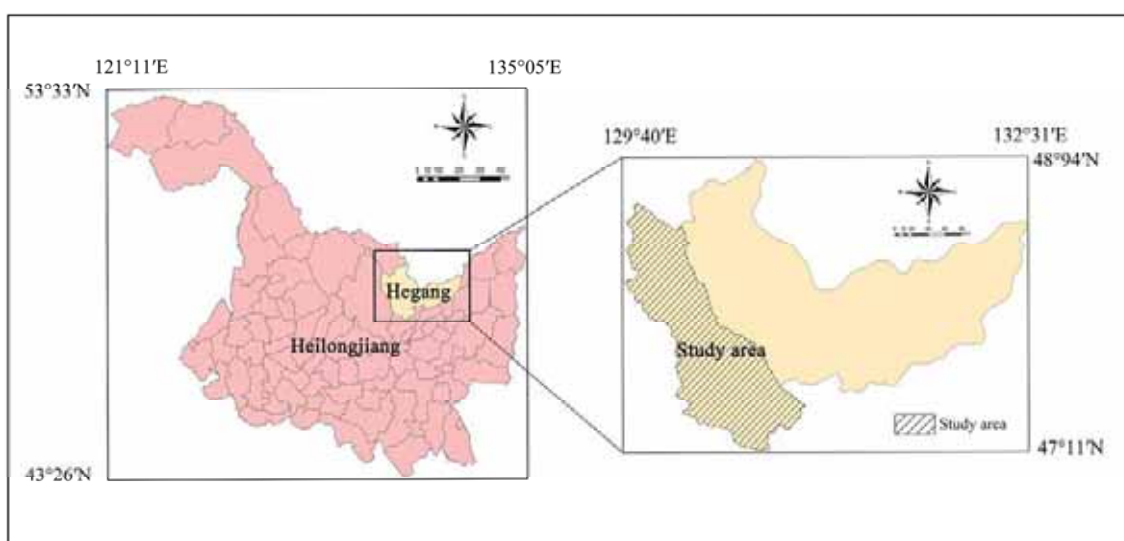 121°11′E 135°05′E
53°33′N
129°40′E 132°31′E
48°94′N
Hegang
Heilongjiang
Study area
Study area
47°11′N
43°26′N